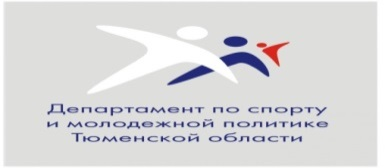 Департамент по спорту
и молодежной политике
Тюменской области